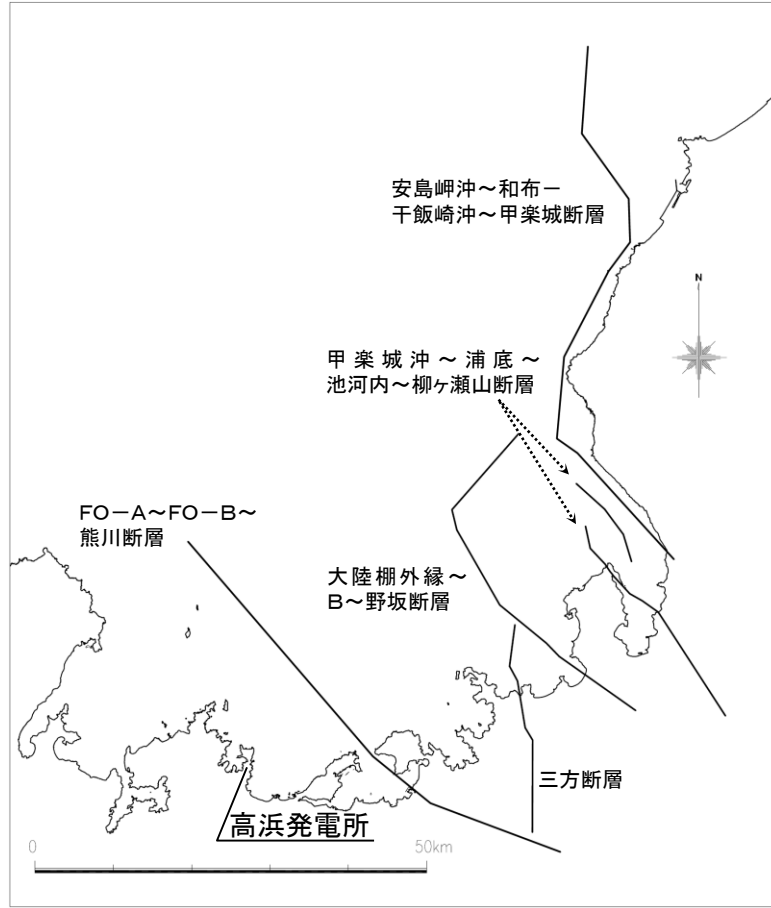 安島岬沖～和布－
干飯崎沖～甲楽城断層
N
甲楽城沖～浦底～
池河内～柳ヶ瀬山断層
FO－A～FO－B～
熊川断層
大陸棚外縁～
B～野坂断層
三方断層
高浜発電所
0
50km